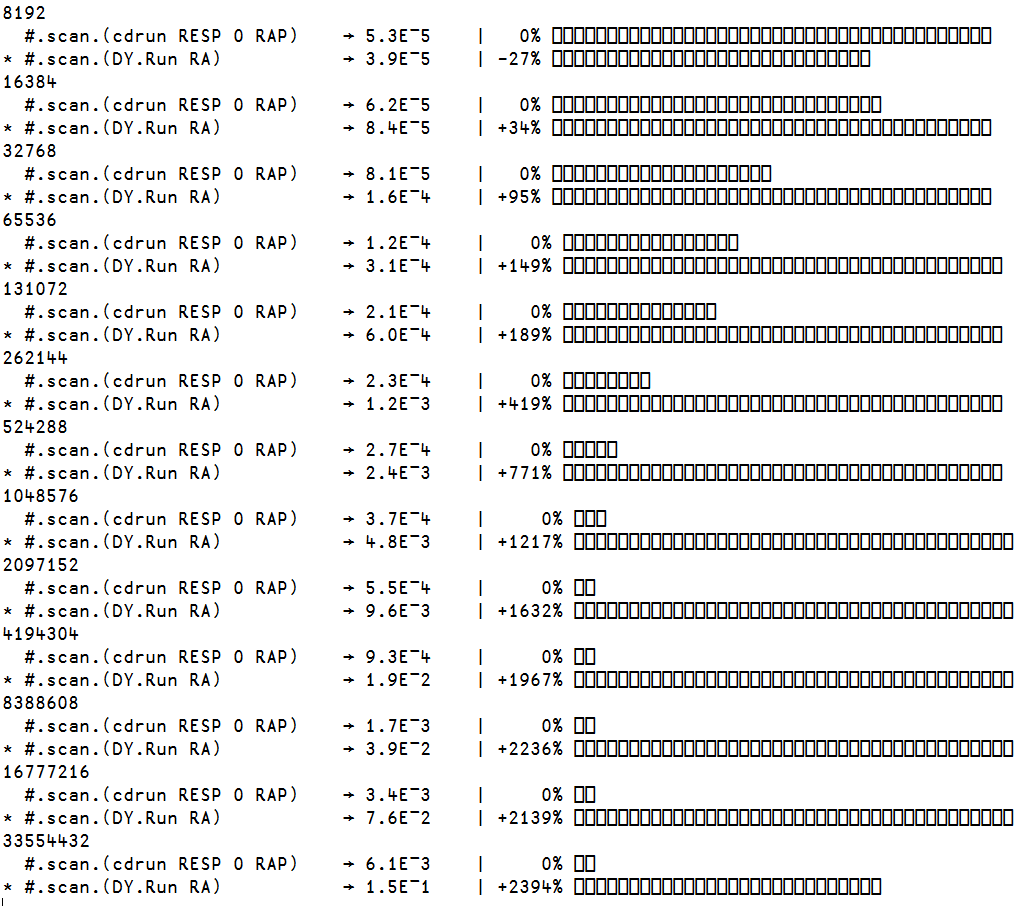 8192
  #.scan.(cdrun RESP 0 RAP)    → 5.3E¯5    |   0% ⎕⎕⎕⎕⎕⎕⎕⎕⎕⎕⎕⎕⎕⎕⎕⎕⎕⎕⎕⎕⎕⎕⎕⎕⎕⎕⎕⎕⎕⎕⎕⎕⎕⎕⎕⎕⎕⎕⎕⎕
* #.scan.(DY.Run RA)           → 3.9E¯5    | -27% ⎕⎕⎕⎕⎕⎕⎕⎕⎕⎕⎕⎕⎕⎕⎕⎕⎕⎕⎕⎕⎕⎕⎕⎕⎕⎕⎕⎕⎕
16384
  #.scan.(cdrun RESP 0 RAP)    → 6.2E¯5    |   0% ⎕⎕⎕⎕⎕⎕⎕⎕⎕⎕⎕⎕⎕⎕⎕⎕⎕⎕⎕⎕⎕⎕⎕⎕⎕⎕⎕⎕⎕⎕
* #.scan.(DY.Run RA)           → 8.4E¯5    | +34% ⎕⎕⎕⎕⎕⎕⎕⎕⎕⎕⎕⎕⎕⎕⎕⎕⎕⎕⎕⎕⎕⎕⎕⎕⎕⎕⎕⎕⎕⎕⎕⎕⎕⎕⎕⎕⎕⎕⎕⎕
32768
  #.scan.(cdrun RESP 0 RAP)    → 8.1E¯5    |   0% ⎕⎕⎕⎕⎕⎕⎕⎕⎕⎕⎕⎕⎕⎕⎕⎕⎕⎕⎕⎕
* #.scan.(DY.Run RA)           → 1.6E¯4    | +95% ⎕⎕⎕⎕⎕⎕⎕⎕⎕⎕⎕⎕⎕⎕⎕⎕⎕⎕⎕⎕⎕⎕⎕⎕⎕⎕⎕⎕⎕⎕⎕⎕⎕⎕⎕⎕⎕⎕⎕⎕
65536
  #.scan.(cdrun RESP 0 RAP)    → 1.2E¯4    |    0% ⎕⎕⎕⎕⎕⎕⎕⎕⎕⎕⎕⎕⎕⎕⎕⎕
* #.scan.(DY.Run RA)           → 3.1E¯4    | +149% ⎕⎕⎕⎕⎕⎕⎕⎕⎕⎕⎕⎕⎕⎕⎕⎕⎕⎕⎕⎕⎕⎕⎕⎕⎕⎕⎕⎕⎕⎕⎕⎕⎕⎕⎕⎕⎕⎕⎕⎕
131072
  #.scan.(cdrun RESP 0 RAP)    → 2.1E¯4    |    0% ⎕⎕⎕⎕⎕⎕⎕⎕⎕⎕⎕⎕⎕⎕
* #.scan.(DY.Run RA)           → 6.0E¯4    | +189% ⎕⎕⎕⎕⎕⎕⎕⎕⎕⎕⎕⎕⎕⎕⎕⎕⎕⎕⎕⎕⎕⎕⎕⎕⎕⎕⎕⎕⎕⎕⎕⎕⎕⎕⎕⎕⎕⎕⎕⎕
262144
  #.scan.(cdrun RESP 0 RAP)    → 2.3E¯4    |    0% ⎕⎕⎕⎕⎕⎕⎕⎕
* #.scan.(DY.Run RA)           → 1.2E¯3    | +419% ⎕⎕⎕⎕⎕⎕⎕⎕⎕⎕⎕⎕⎕⎕⎕⎕⎕⎕⎕⎕⎕⎕⎕⎕⎕⎕⎕⎕⎕⎕⎕⎕⎕⎕⎕⎕⎕⎕⎕⎕
524288
  #.scan.(cdrun RESP 0 RAP)    → 2.7E¯4    |    0% ⎕⎕⎕⎕⎕
* #.scan.(DY.Run RA)           → 2.4E¯3    | +771% ⎕⎕⎕⎕⎕⎕⎕⎕⎕⎕⎕⎕⎕⎕⎕⎕⎕⎕⎕⎕⎕⎕⎕⎕⎕⎕⎕⎕⎕⎕⎕⎕⎕⎕⎕⎕⎕⎕⎕⎕
1048576
  #.scan.(cdrun RESP 0 RAP)    → 3.7E¯4    |     0% ⎕⎕⎕
* #.scan.(DY.Run RA)           → 4.8E¯3    | +1217% ⎕⎕⎕⎕⎕⎕⎕⎕⎕⎕⎕⎕⎕⎕⎕⎕⎕⎕⎕⎕⎕⎕⎕⎕⎕⎕⎕⎕⎕⎕⎕⎕⎕⎕⎕⎕⎕⎕⎕⎕
2097152
  #.scan.(cdrun RESP 0 RAP)    → 5.5E¯4    |     0% ⎕⎕
* #.scan.(DY.Run RA)           → 9.6E¯3    | +1632% ⎕⎕⎕⎕⎕⎕⎕⎕⎕⎕⎕⎕⎕⎕⎕⎕⎕⎕⎕⎕⎕⎕⎕⎕⎕⎕⎕⎕⎕⎕⎕⎕⎕⎕⎕⎕⎕⎕⎕⎕
4194304
  #.scan.(cdrun RESP 0 RAP)    → 9.3E¯4    |     0% ⎕⎕
* #.scan.(DY.Run RA)           → 1.9E¯2    | +1967% ⎕⎕⎕⎕⎕⎕⎕⎕⎕⎕⎕⎕⎕⎕⎕⎕⎕⎕⎕⎕⎕⎕⎕⎕⎕⎕⎕⎕⎕⎕⎕⎕⎕⎕⎕⎕⎕⎕⎕⎕
8388608
  #.scan.(cdrun RESP 0 RAP)    → 1.7E¯3    |     0% ⎕⎕
* #.scan.(DY.Run RA)           → 3.9E¯2    | +2236% ⎕⎕⎕⎕⎕⎕⎕⎕⎕⎕⎕⎕⎕⎕⎕⎕⎕⎕⎕⎕⎕⎕⎕⎕⎕⎕⎕⎕⎕⎕⎕⎕⎕⎕⎕⎕⎕⎕⎕⎕
16777216
  #.scan.(cdrun RESP 0 RAP)    → 3.4E¯3    |     0% ⎕⎕
* #.scan.(DY.Run RA)           → 7.6E¯2    | +2139% ⎕⎕⎕⎕⎕⎕⎕⎕⎕⎕⎕⎕⎕⎕⎕⎕⎕⎕⎕⎕⎕⎕⎕⎕⎕⎕⎕⎕⎕⎕⎕⎕⎕⎕⎕⎕⎕⎕⎕⎕
33554432
  #.scan.(cdrun RESP 0 RAP)    → 6.1E¯3    |     0% ⎕⎕
* #.scan.(DY.Run RA)           → 1.5E¯1    | +2394% ⎕⎕⎕⎕⎕⎕⎕⎕⎕⎕⎕⎕⎕⎕⎕⎕⎕⎕⎕⎕⎕⎕⎕⎕⎕⎕⎕⎕